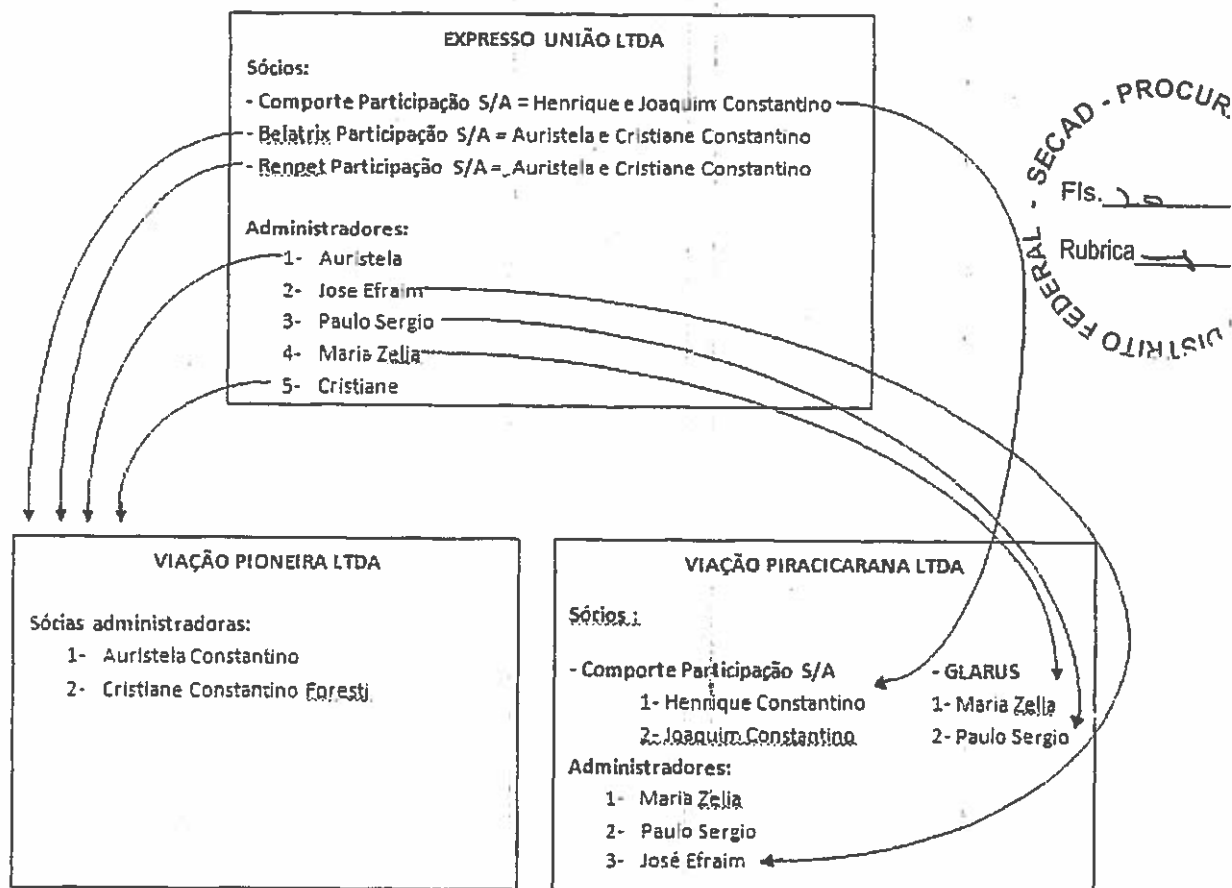 EXPRESSO UNIÃO LTDA
Sócios:
- Comporte Participação S/A = Henrique e Joaquim Constantino
- Belatrix Participação S/A = Auristela e Cristiane Constantino
- Renpet Participação S/A = Auristela e Cristiane Constantino
Administradores:
1- Auristela
2- Jose Efraim
3- Paulo Sergio
4- Maria Zelia
5- Cristiane
DISTRITO FEDERAL - SECAD - PROCUR
Fls.
Rubrica
VIAÇÃO PIONEIRA LTDA
Sócias administradoras:
1- Auristela Constantino
2- Cristiane Constantino Foresti
VIAÇÃO PIRACICARANA LTDA
Sócios :
- Comporte Participação S/A
1- Henrique Constantino
2- Joaquim Constantino
- GLARUS
1- Maria Zelia
2- Paulo Sergio
Administradores:
1- Maria Zelia
2- Paulo Sergio
3- José Efraim